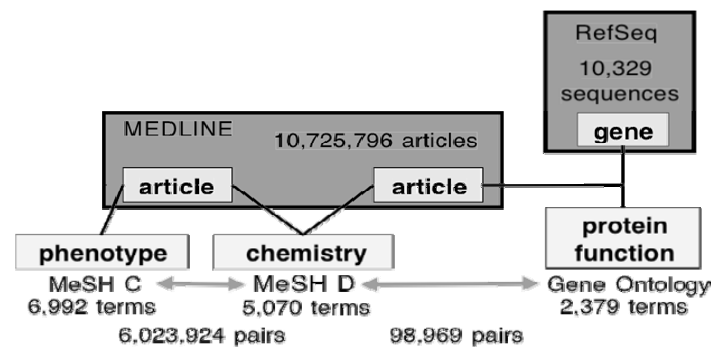 RefSeq
10,329
sequences
gene
MEDLINE
10,725,796 articles
article
article
phenotype
chemistry
protein
function
MeSH C
MeSH D
Gene Ontology
6,992 terms
5,070 terms
2,379 terms
6,023,924 pairs
98,969 pairs